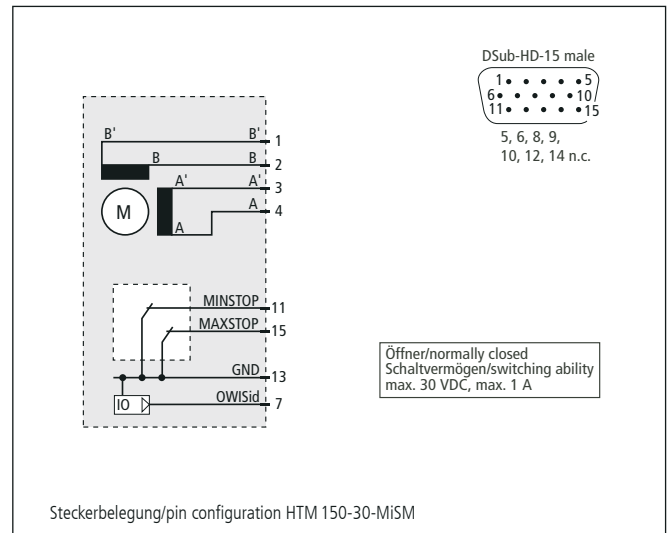 DSub-HD-15 male
1 5
6 10
11 15
5, 6, 8, 9,
10, 12, 14 n.c.
B' B' 1
B B 2
A' A' 3
M A 4
A
MINSTOP 11
MAXSTOP 15
GND 13
IO OWISid 7
Öffner/normally closed
Schaltvermögen/switching ability
max. 30 VDC, max. 1 A
Steckerbelegung/pin configuration HTM 150-30-MiSM